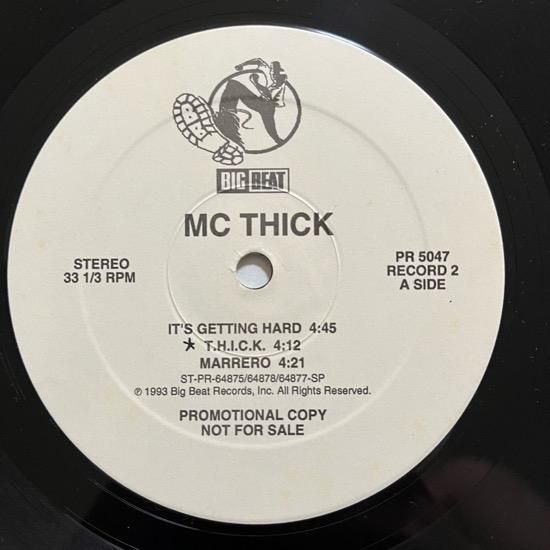 BIG BEAT
MC THICK
STEREO
33 1/3 RPM
PR 5047
RECORD 2
A SIDE
IT'S GETTING HARD 4:45
* T.H.I.C.K. 4:12
MARRERO 4:21
ST-PR-64875/64878/64877-SP
℗ 1993 Big Beat Records, Inc. All Rights Reserved.
PROMOTIONAL COPY
NOT FOR SALE